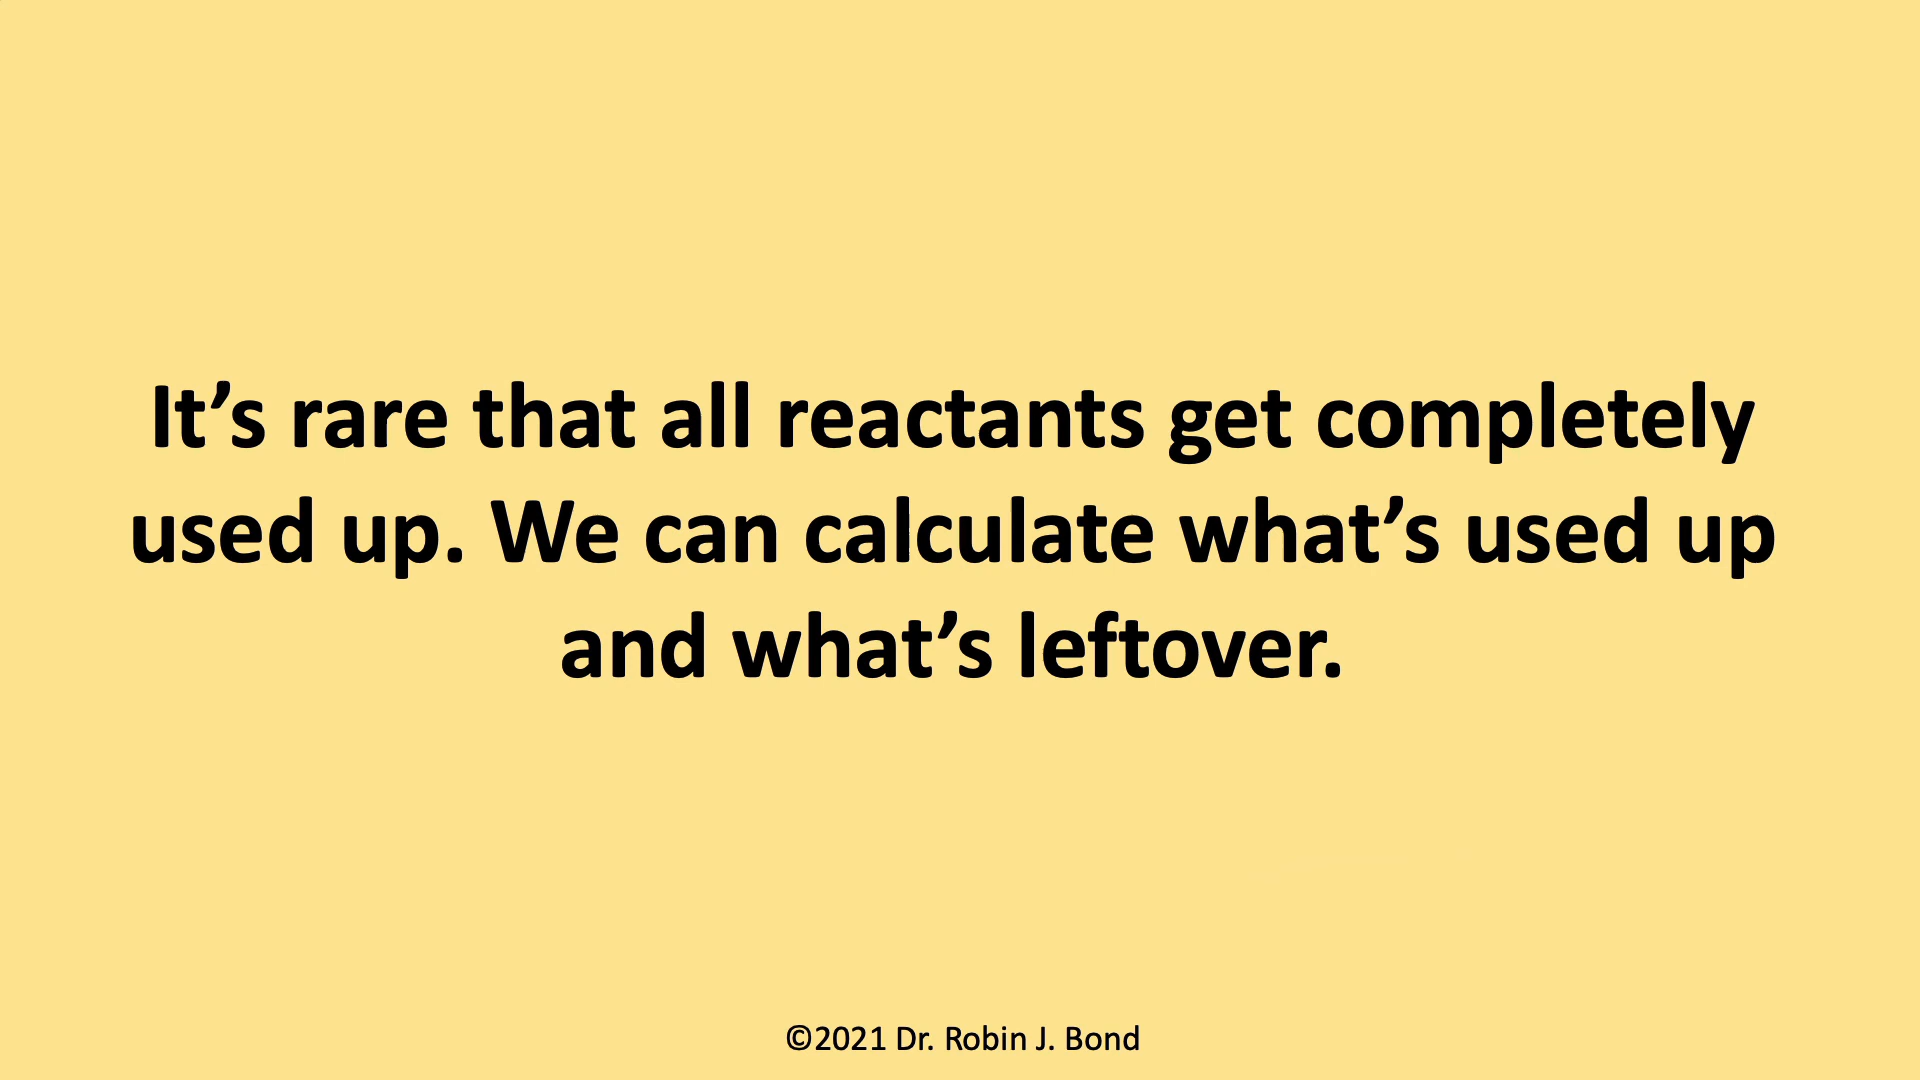 It’s rare that all reactants get completely
used up. We can calculate what’s used up
and what’s leftover.
©2021 Dr. Robin J. Bond